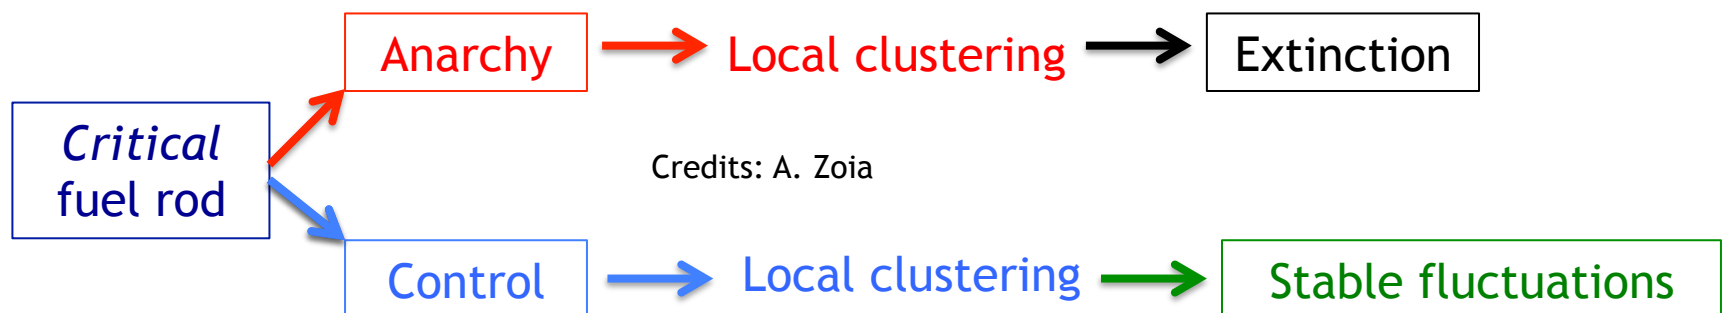 Anarchy
Local clustering
Extinction
Critical
fuel rod
Credits: A. Zoia
Control
Local clustering
Stable fluctuations